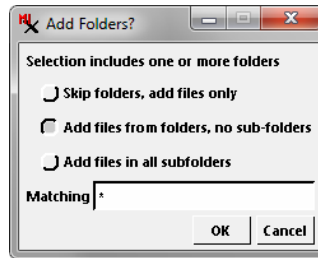 Add Folders?
Selection includes one or more folders
Skip folders, add files only
Add files from folders, no sub-folders
Add files in all subfolders
Matching *
OK Cancel